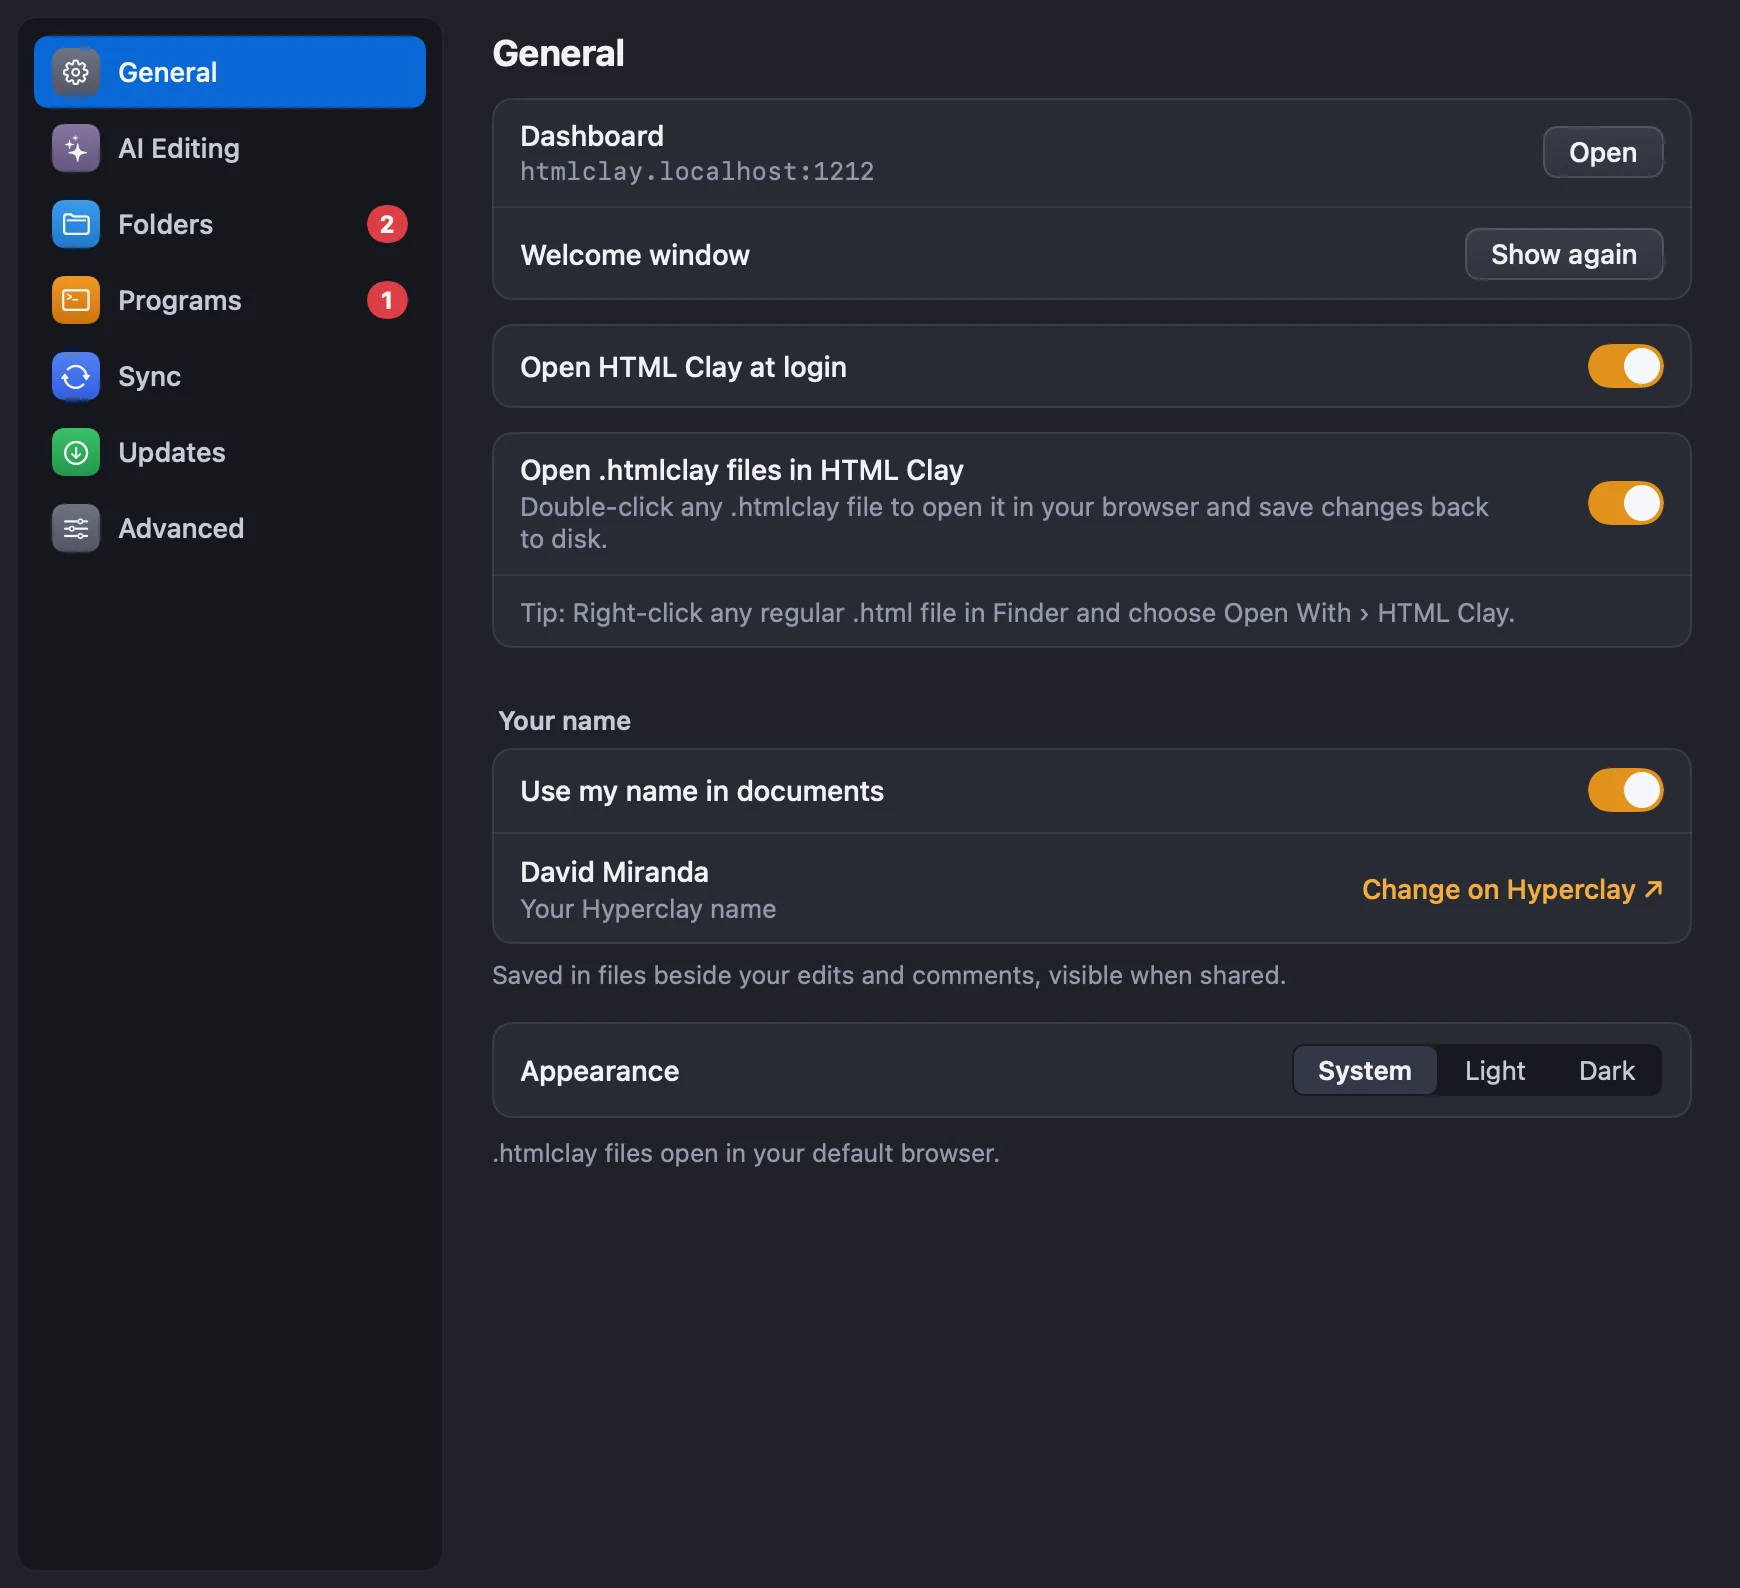 General
AI Editing
Folders
2
Programs
1
Sync
Updates
Advanced
General
Dashboard
htmlclay.localhost:1212
Open
Welcome window
Show again
Open HTML Clay at login
Open .htmlclay files in HTML Clay
Double-click any .htmlclay file to open it in your browser and save changes back
to disk.
Tip: Right-click any regular .html file in Finder and choose Open With › HTML Clay.
Your name
Use my name in documents
David Miranda
Your Hyperclay name
Change on Hyperclay ↗
Saved in files beside your edits and comments, visible when shared.
Appearance
System
Light
Dark
.htmlclay files open in your default browser.